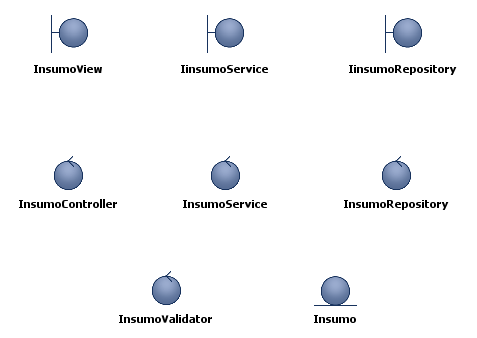 InsumoView
IinsumoService
IinsumoRepository
InsumoController
InsumoService
InsumoRepository
InsumoValidator
Insumo